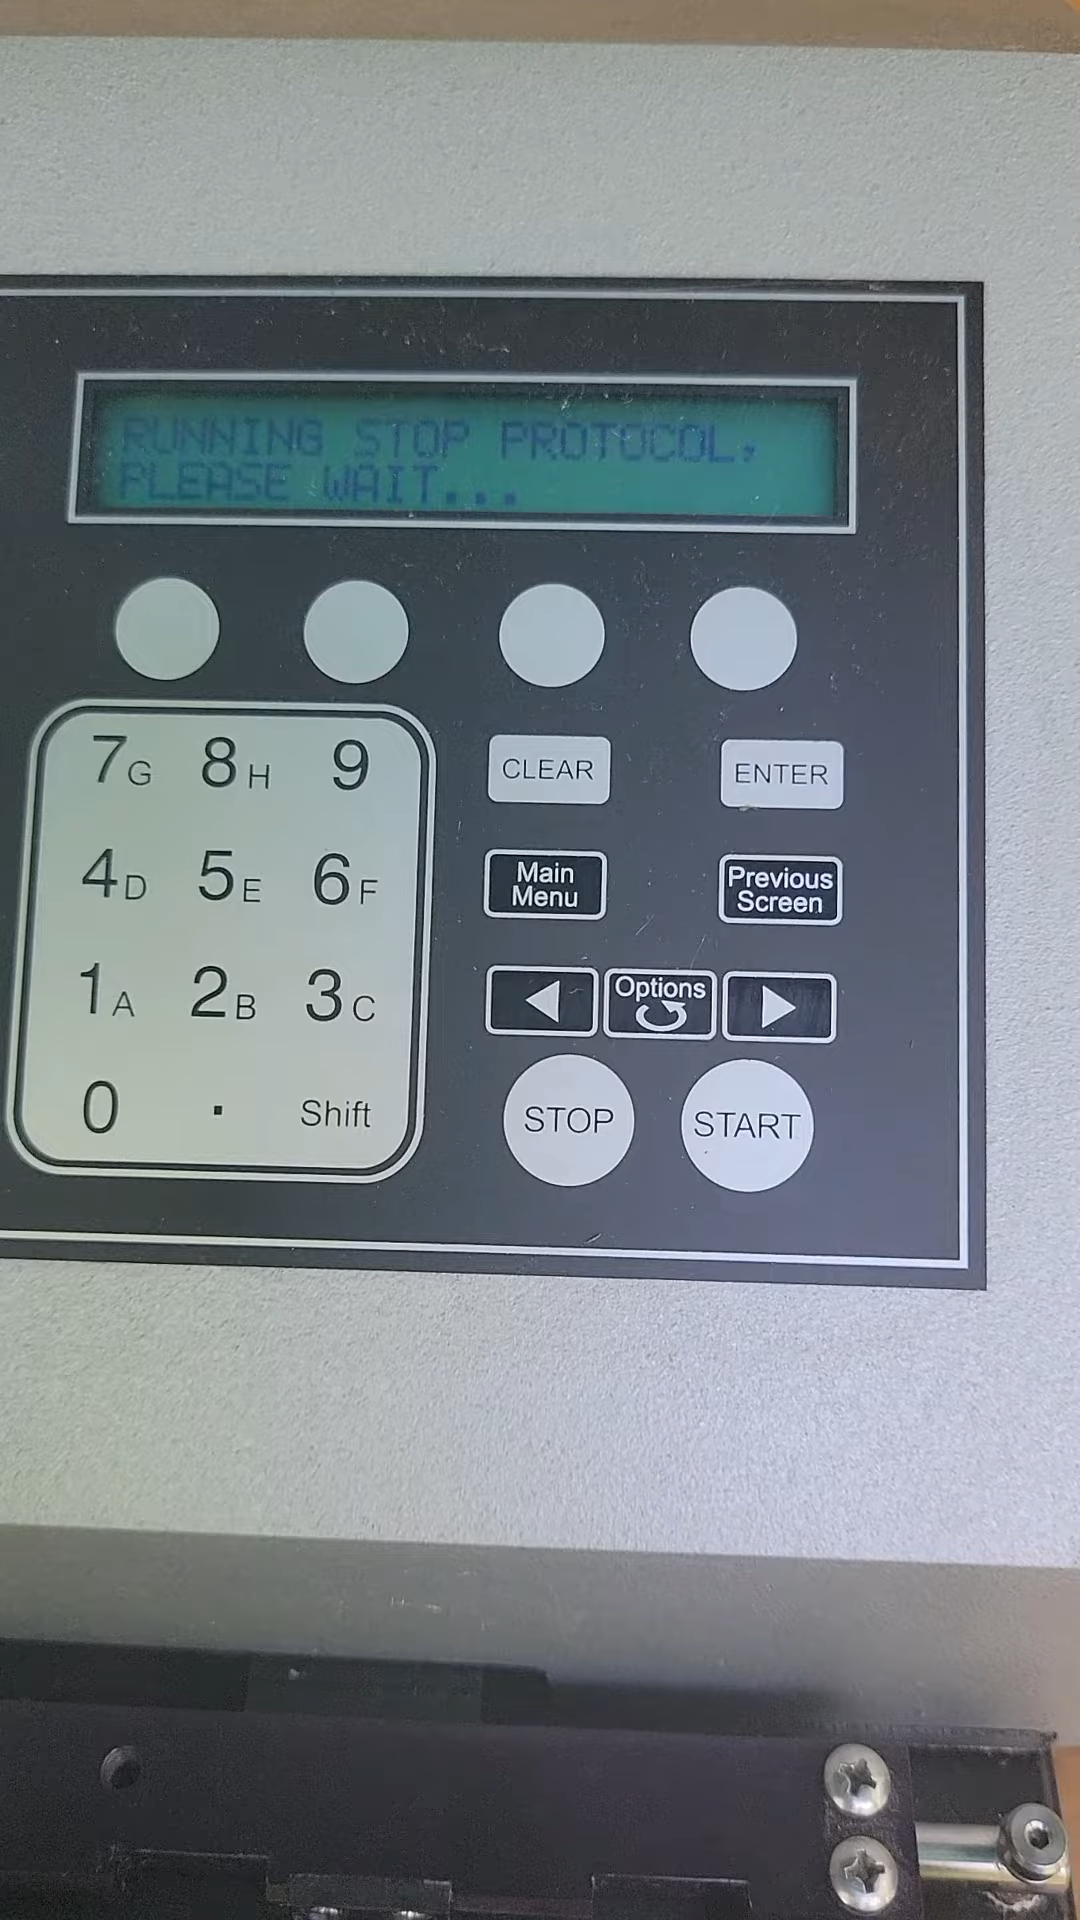 RUNNING STOP PROTOCOL,
PLEASE WAIT...
7G 8H 9
CLEAR
ENTER
4D 5E 6F
Main
Menu
Previous
Screen
1A 2B 3C
Options
0 . Shift
STOP
START